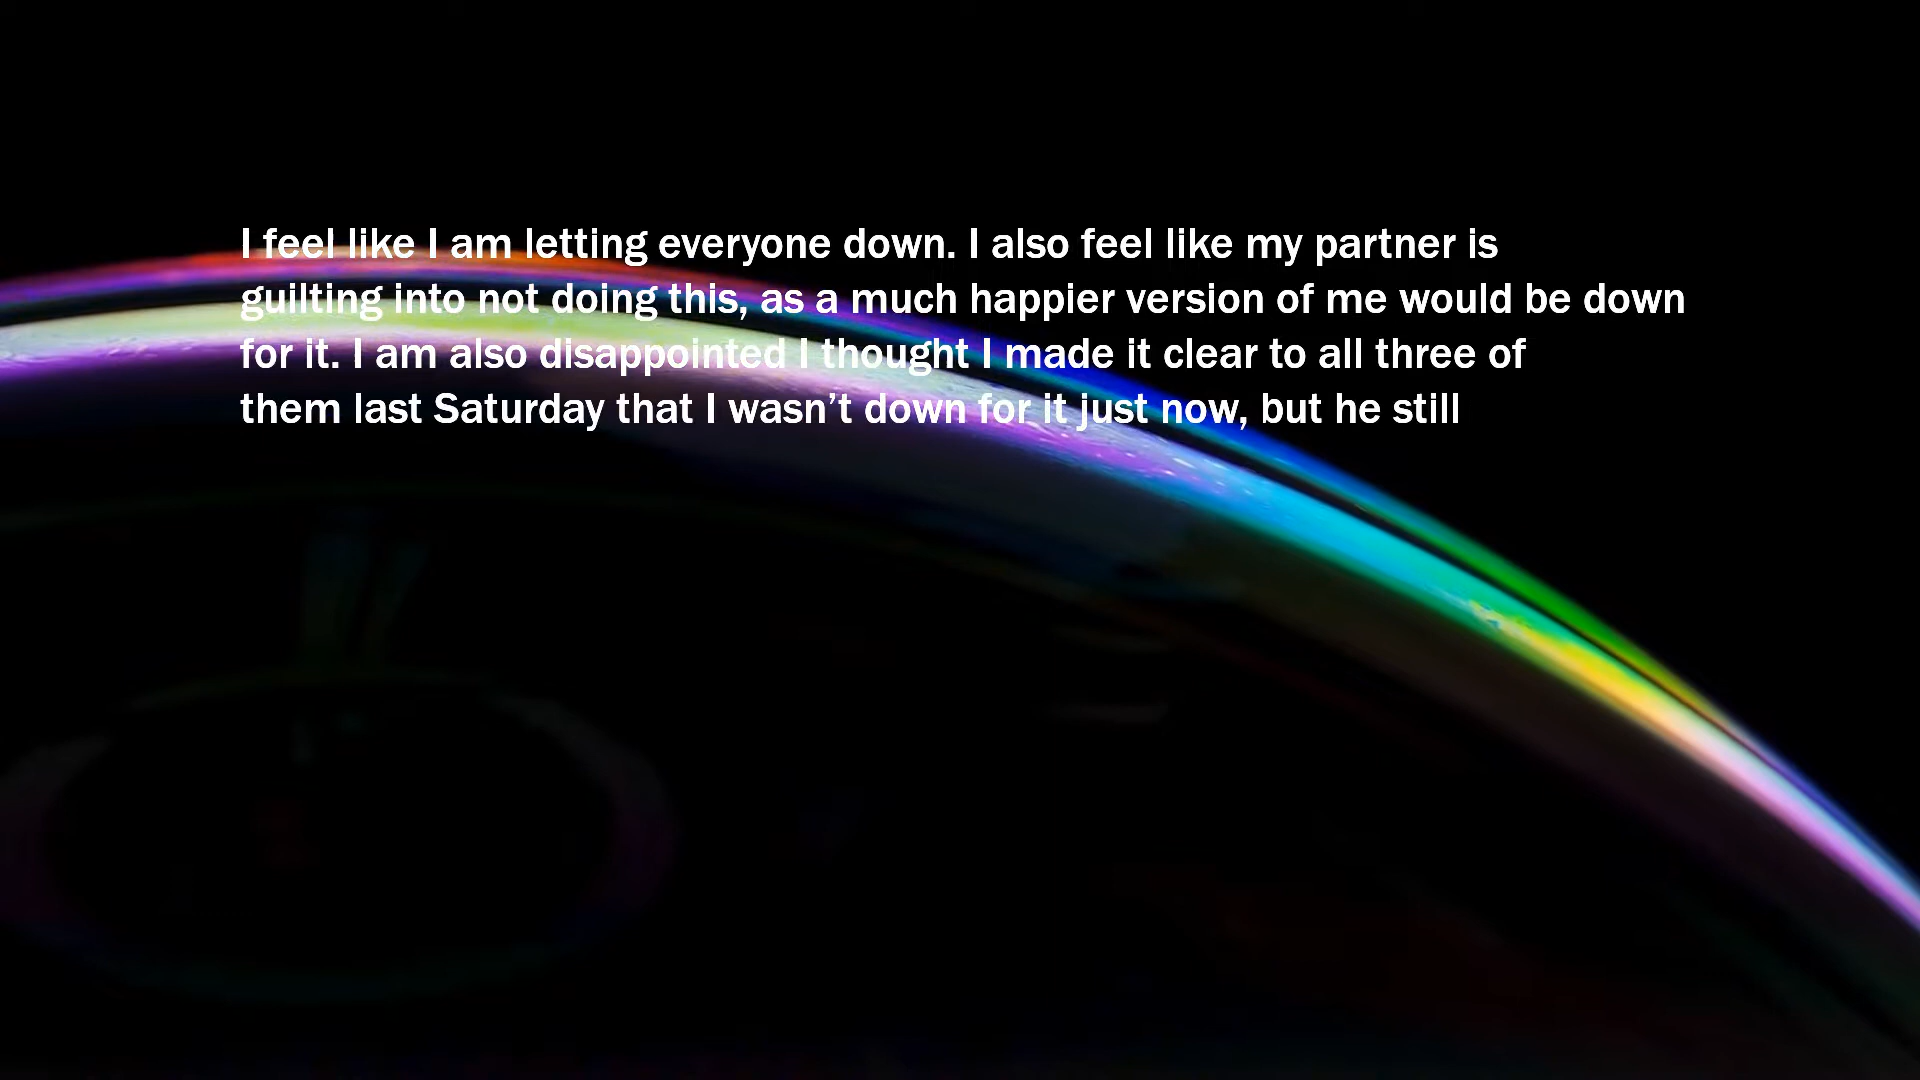 I feel like I am letting everyone down. I also feel like my partner is
guilting into not doing this, as a much happier version of me would be down
for it. I am also disappointed I thought I made it clear to all three of
them last Saturday that I wasn’t down for it just now, but he still